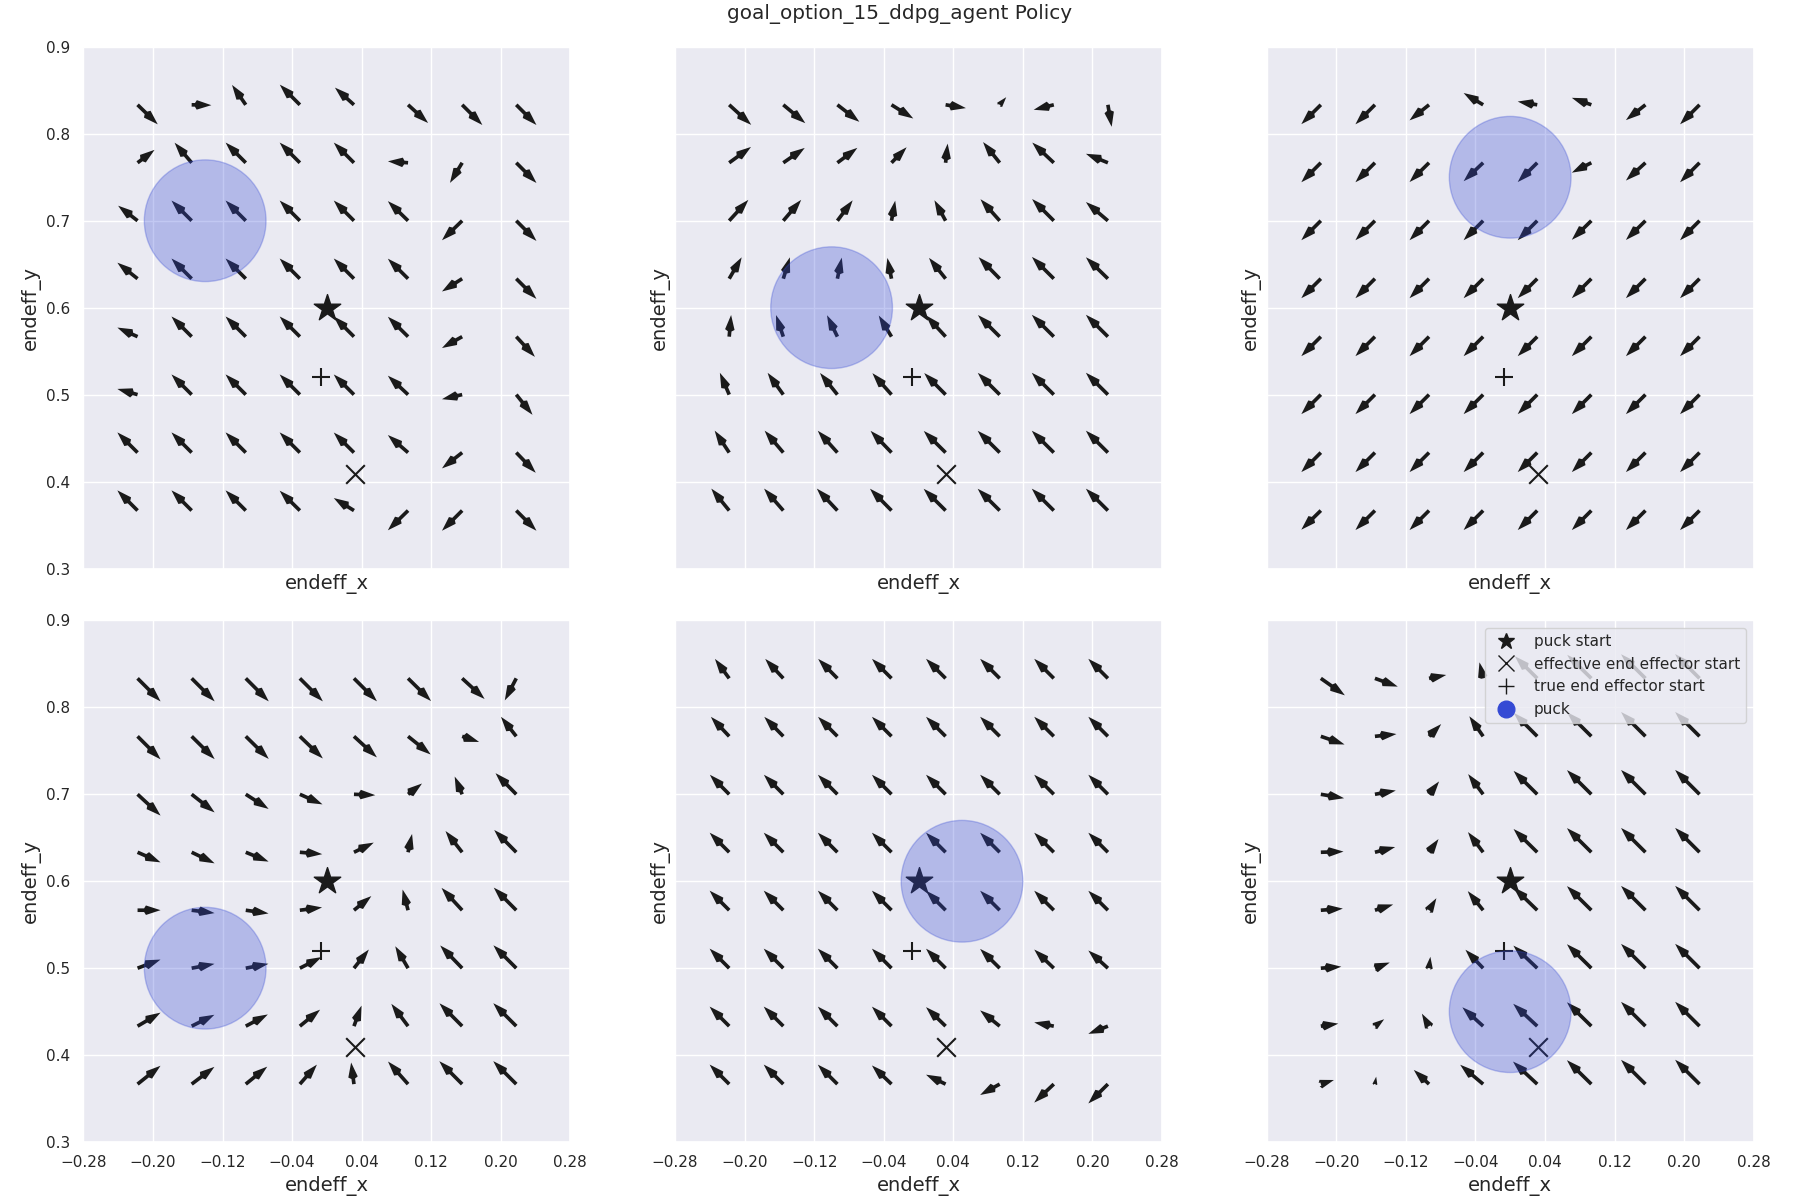 goal_option_15_ddpg_agent Policy
0.9
0.8
0.7
0.6
0.5
0.4
0.3
endeff_y
endeff_x
endeff_y
endeff_x
endeff_y
endeff_x
0.9
0.8
0.7
0.6
0.5
0.4
0.3
endeff_y
−0.28 −0.20 −0.12 −0.04 0.04 0.12 0.20 0.28
endeff_x
endeff_y
−0.28 −0.20 −0.12 −0.04 0.04 0.12 0.20 0.28
endeff_x
puck start
effective end effector start
true end effector start
puck
endeff_y
−0.28 −0.20 −0.12 −0.04 0.04 0.12 0.20 0.28
endeff_x